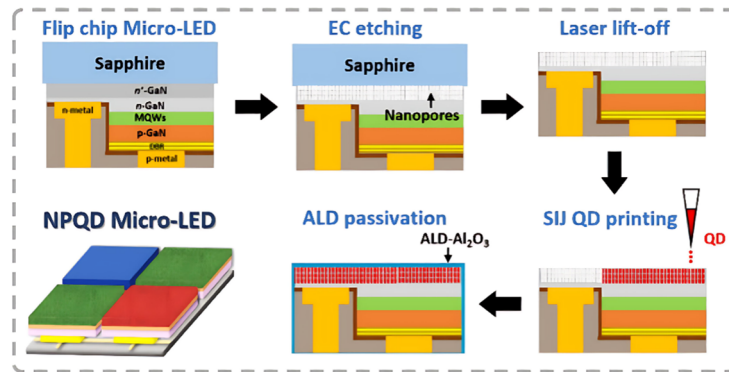 Flip chip Micro-LED
EC etching
Laser lift-off
Sapphire
Sapphire
n⁺-GaN
n-GaN
n-metal
MQWs
p-GaN
DBR
p-metal
Nanopores
NPQD Micro-LED
ALD passivation
SIJ QD printing
ALD-Al₂O₃
QD